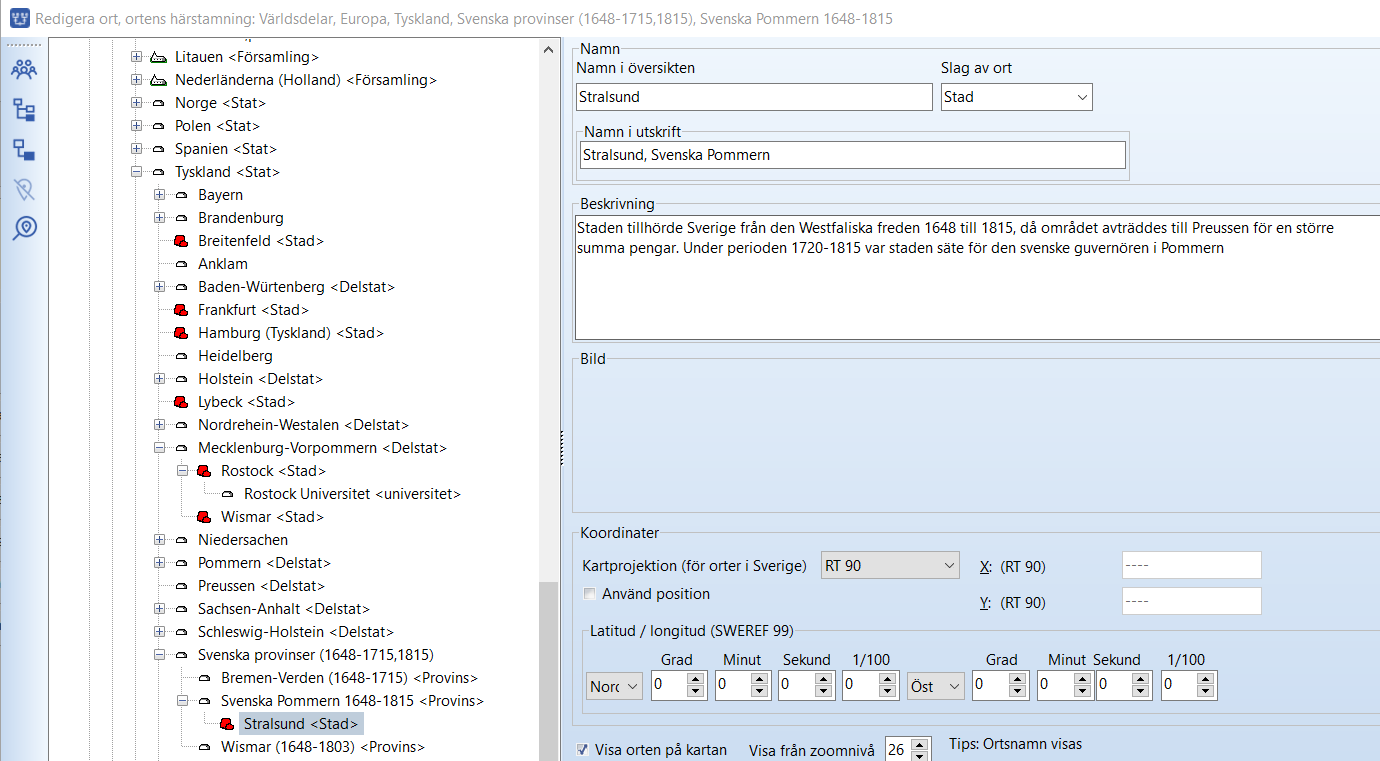 Redigera ort, ortens härstamning: Världsdelar, Europa, Tyskland, Svenska provinser (1648-1715,1815), Svenska Pommern 1648-1815
Litauen <Församling>
Nederländerna (Holland) <Församling>
Norge <Stat>
Polen <Stat>
Spanien <Stat>
Tyskland <Stat>
Bayern
Brandenburg
Breitenfeld <Stad>
Anklam
Baden-Würtenberg <Delstat>
Frankfurt <Stad>
Hamburg (Tyskland) <Stad>
Heidelberg
Holstein <Delstat>
Lybeck <Stad>
Nordrehein-Westalen <Delstat>
Mecklenburg-Vorpommern <Delstat>
Rostock <Stad>
Rostock Universitet <universitet>
Wismar <Stad>
Niedersachen
Pommern <Delstat>
Preussen <Delstat>
Sachsen-Anhalt <Delstat>
Schleswig-Holstein <Delstat>
Svenska provinser (1648-1715,1815)
Bremen-Verden (1648-1715) <Provins>
Svenska Pommern 1648-1815 <Provins>
Stralsund <Stad>
Wismar (1648-1803) <Provins>
Namn
Namn i översikten Slag av ort
Stralsund Stad
Namn i utskrift
Stralsund, Svenska Pommern
Beskrivning
Staden tillhörde Sverige från den Westfaliska freden 1648 till 1815, då området avträddes till Preussen för en större
summa pengar. Under perioden 1720-1815 var staden säte för den svenske guvernören i Pommern
Bild
Koordinater
Kartprojektion (för orter i Sverige) RT 90 X: (RT 90) ----
Använd position Y: (RT 90) ----
Latitud / longitud (SWEREF 99)
Grad Minut Sekund 1/100 Grad Minut Sekund 1/100
Nord 0 0 0 0 Öst 0 0 0 0
Visa orten på kartan Visa från zoomnivå 26 Tips: Ortsnamn visas